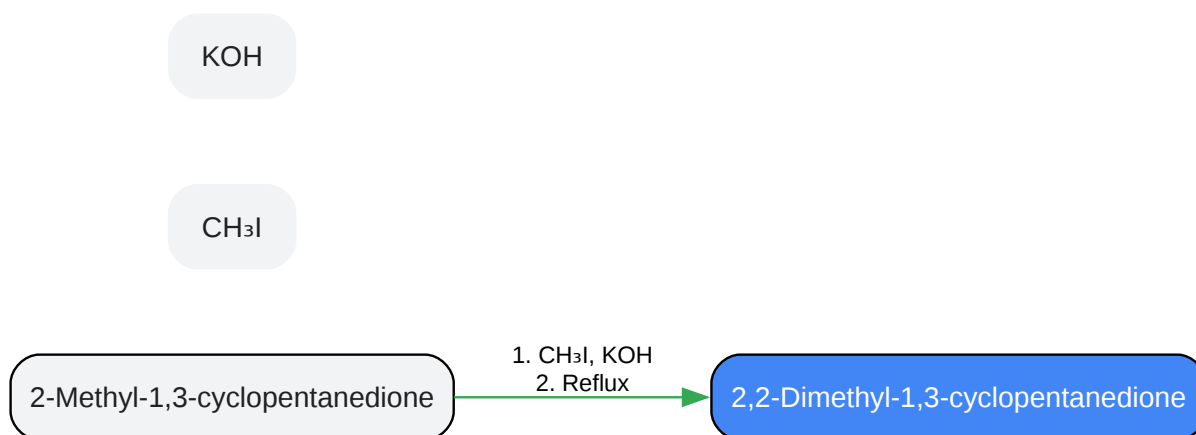 KOH
CH₃I
1. CH₃I, KOH
2. Reflux
2-Methyl-1,3-cyclopentanedione
2,2-Dimethyl-1,3-cyclopentanedione